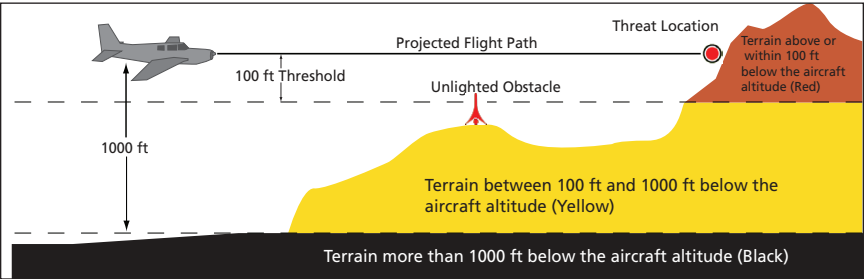 Threat Location
Projected Flight Path
Terrain above or
within 100 ft
below the aircraft
altitude (Red)
100 ft Threshold
Unlighted Obstacle
1000 ft
Terrain between 100 ft and 1000 ft below the
aircraft altitude (Yellow)
Terrain more than 1000 ft below the aircraft altitude (Black)